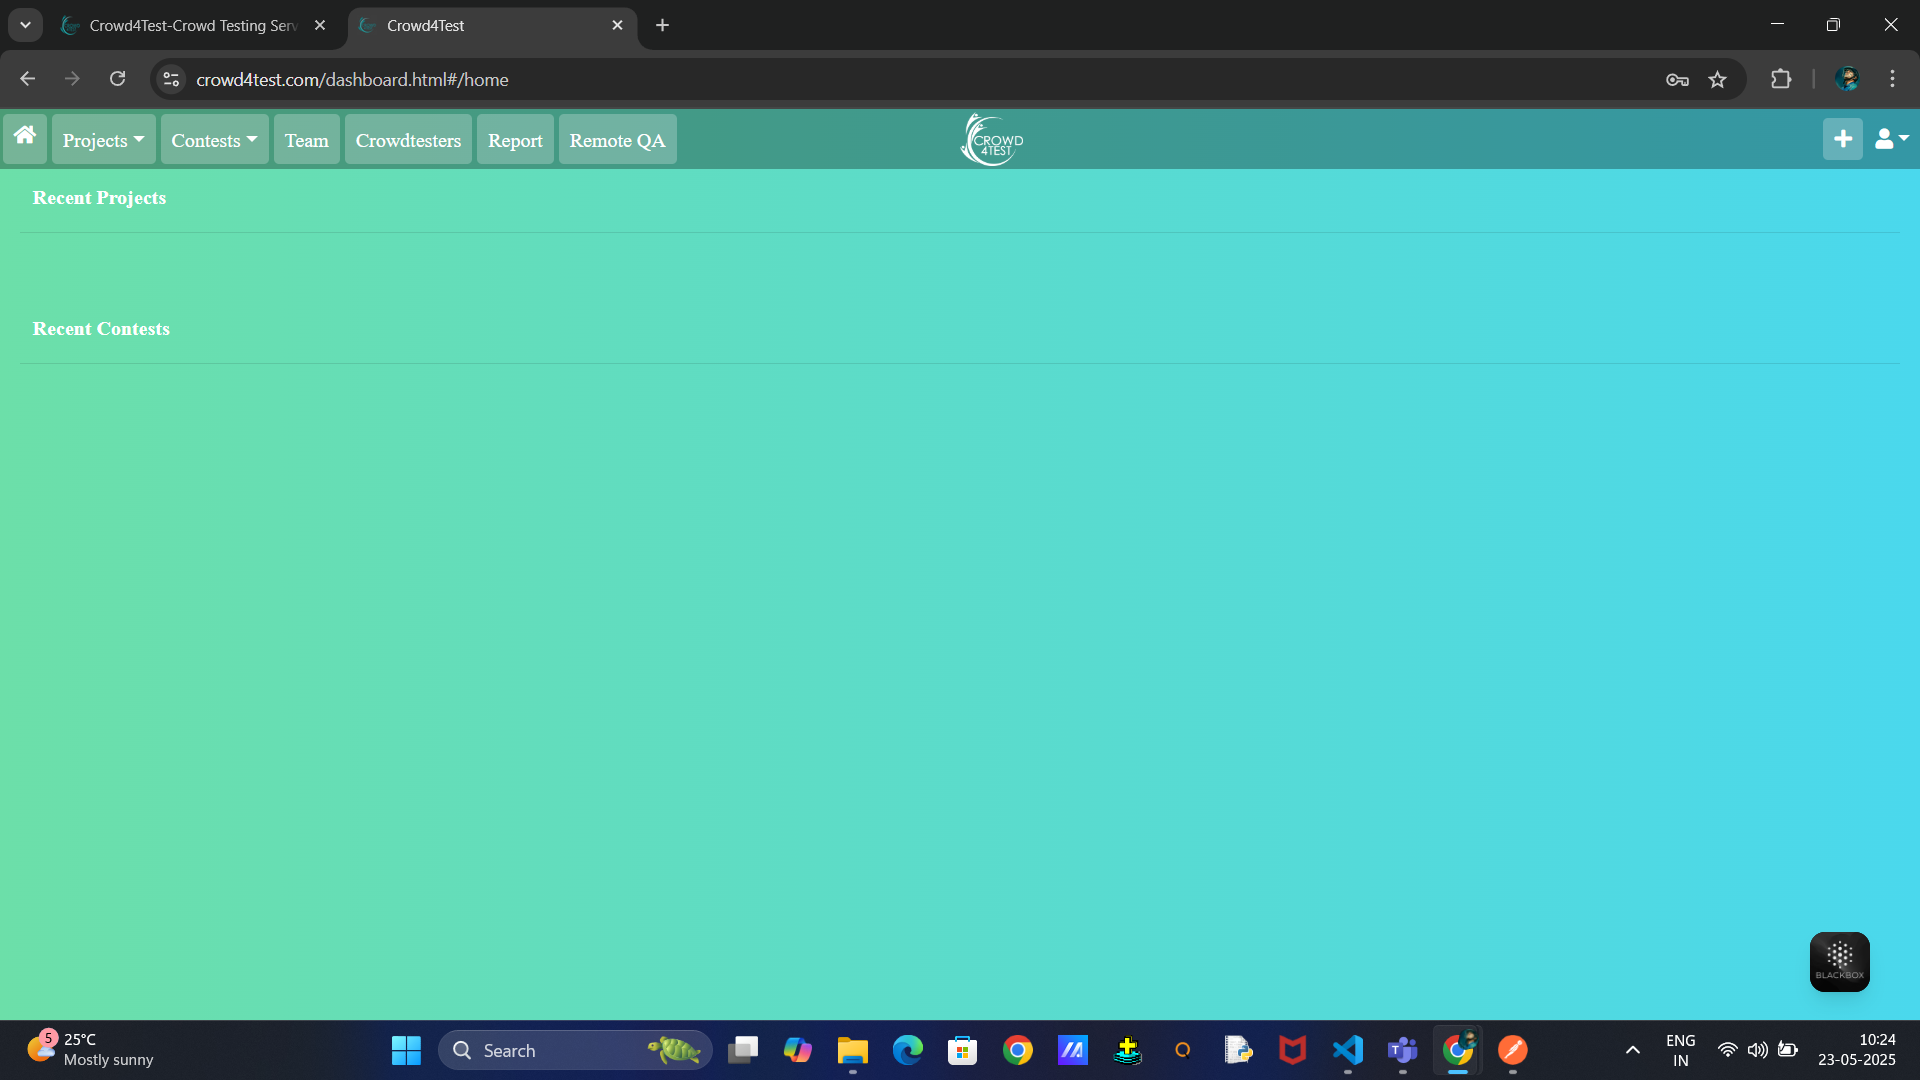 Crowd4Test-Crowd Testing Serv
Crowd4Test
crowd4test.com/dashboard.html#/home
Projects
Contests
Team
Crowdtesters
Report
Remote QA
CROWD
4TEST
Recent Projects
Recent Contests
BLACKBOX
5
25°C
Mostly sunny
Search
ENG
IN
10:24
23-05-2025